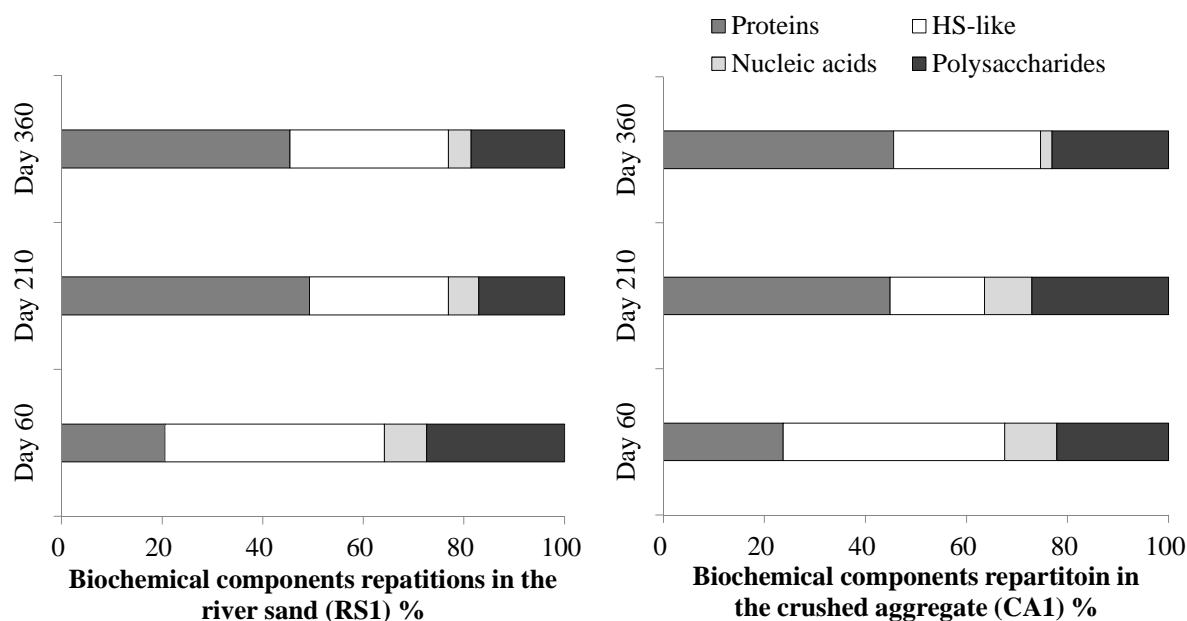 Proteins HS-like
Nucleic acids Polysaccharides
Day 360
Day 210
Day 60
0 20 40 60 80 100
Biochemical components repatitions in the
river sand (RS1) %
Day 360
Day 210
Day 60
0 20 40 60 80 100
Biochemical components repartitoin in
the crushed aggregate (CA1) %